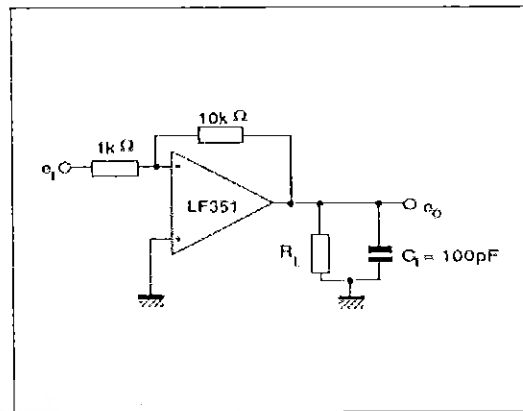 10k Ω
1k Ω
e_I
-
LF351
+
e_o
R_L
C_L = 100pF